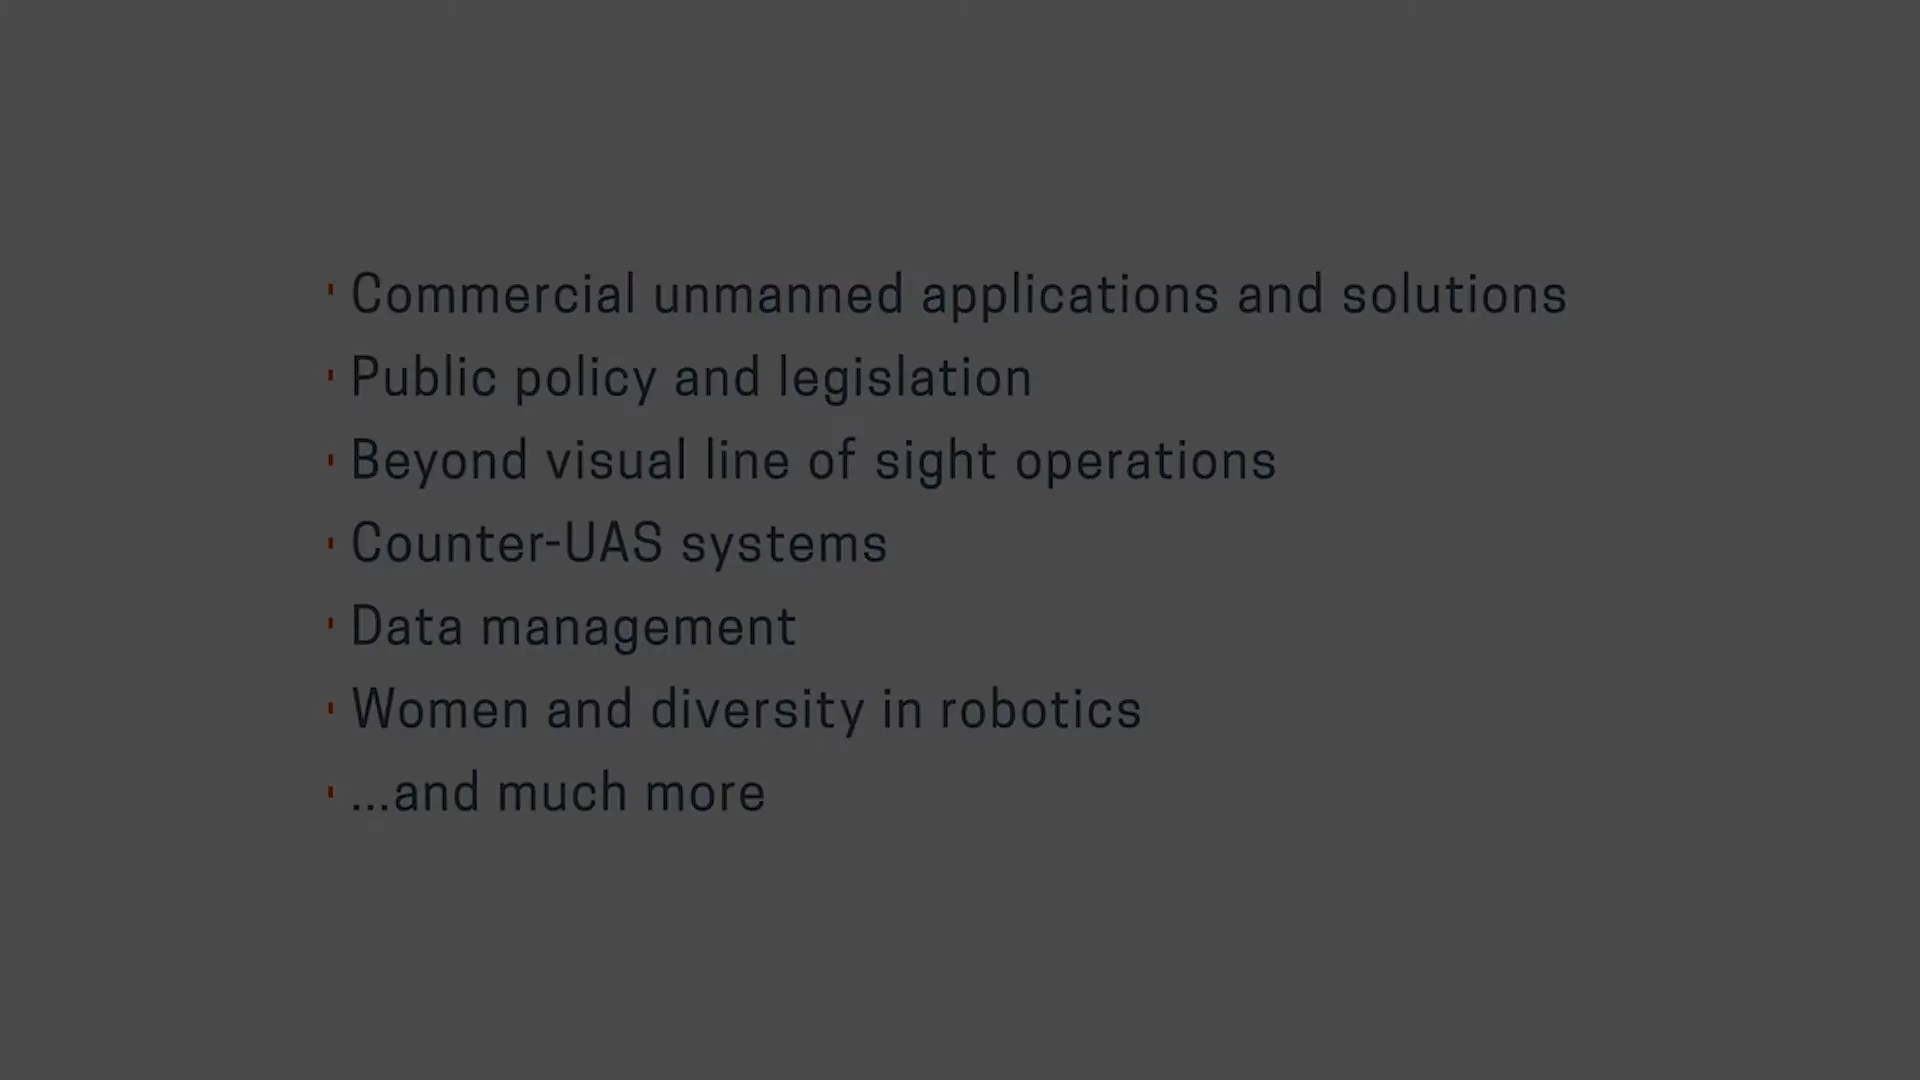 · Commercial unmanned applications and solutions
· Public policy and legislation
· Beyond visual line of sight operations
· Counter-UAS systems
· Data management
· Women and diversity in robotics
· ...and much more